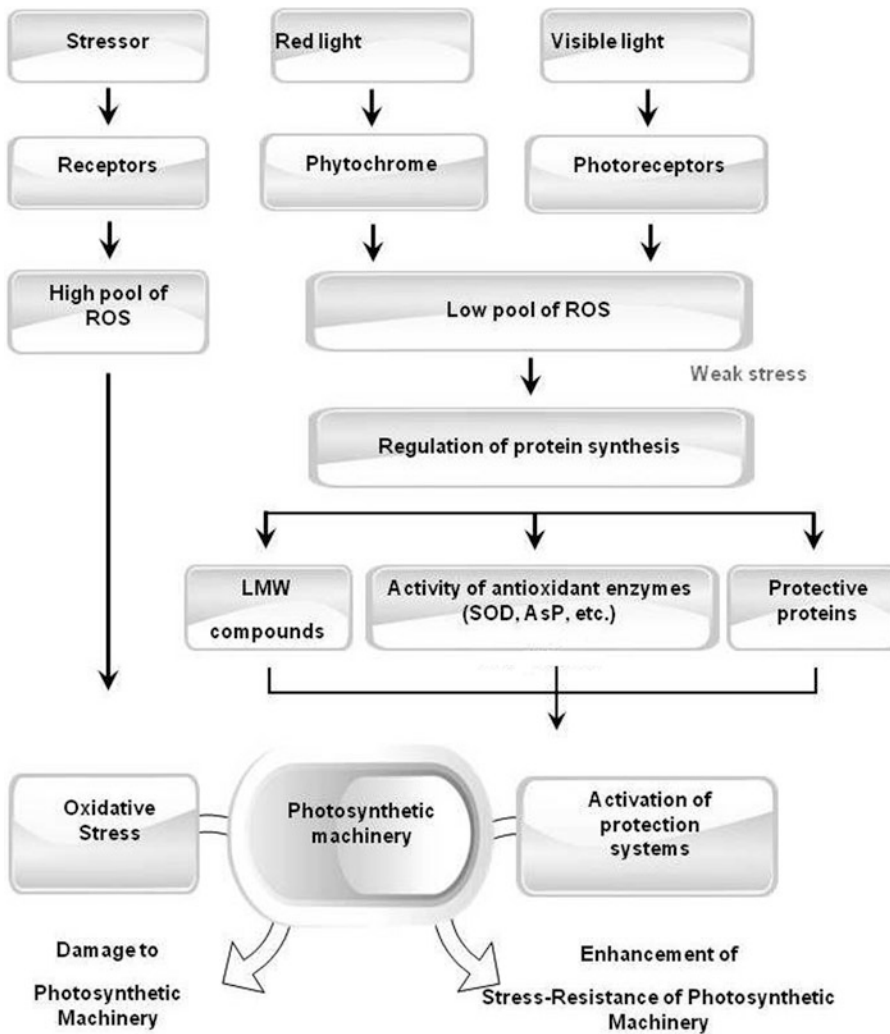 Stressor
Red light
Visible light
Receptors
Phytochrome
Photoreceptors
High pool of
ROS
Low pool of ROS
Weak stress
Regulation of protein synthesis
LMW
compounds
Activity of antioxidant enzymes
(SOD, AsP, etc.)
Protective
proteins
Oxidative
Stress
Photosynthetic
machinery
Activation of
protection
systems
Damage to
Photosynthetic
Machinery
Enhancement of
Stress-Resistance of Photosynthetic
Machinery